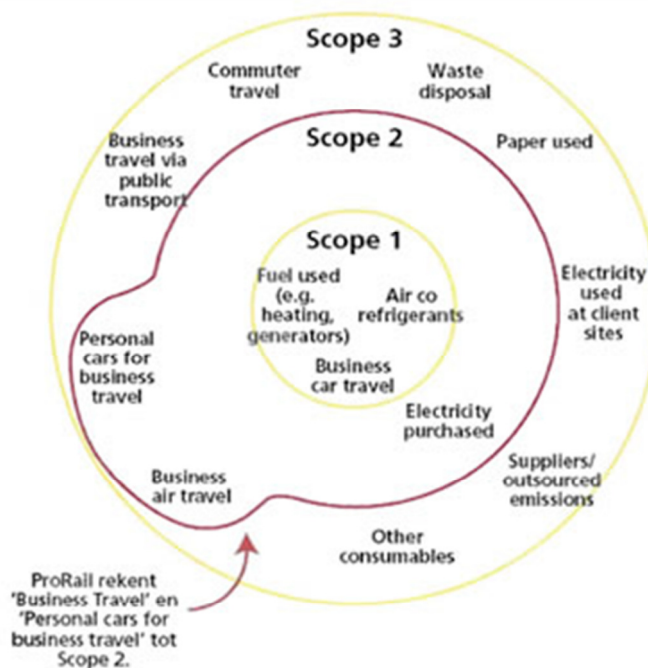 Scope 3
Commuter
travel
Waste
disposal
Business
travel via
public
transport
Scope 2
Paper used
Scope 1
Fuel used
(e.g.
heating,
generators)
Air co
refrigerants
Business
car travel
Electricity
used
at client
sites
Personal
cars for
business
travel
Electricity
purchased
Business
air travel
Suppliers/
outsourced
emissions
Other
consumables
ProRail rekent
'Business Travel' en
'Personal cars for
business travel' tot
Scope 2.